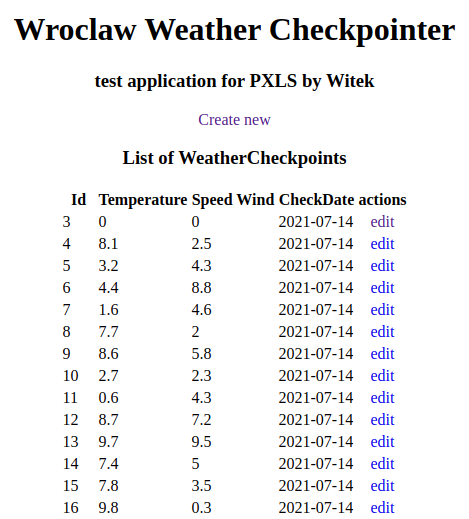 Wroclaw Weather Checkpointer
test application for PXLS by Witek
Create new
List of WeatherCheckpoints
Id Temperature Speed Wind CheckDate actions
3 0 0 2021-07-14 edit
4 8.1 2.5 2021-07-14 edit
5 3.2 4.3 2021-07-14 edit
6 4.4 8.8 2021-07-14 edit
7 1.6 4.6 2021-07-14 edit
8 7.7 2 2021-07-14 edit
9 8.6 5.8 2021-07-14 edit
10 2.7 2.3 2021-07-14 edit
11 0.6 4.3 2021-07-14 edit
12 8.7 7.2 2021-07-14 edit
13 9.7 9.5 2021-07-14 edit
14 7.4 5 2021-07-14 edit
15 7.8 3.5 2021-07-14 edit
16 9.8 0.3 2021-07-14 edit